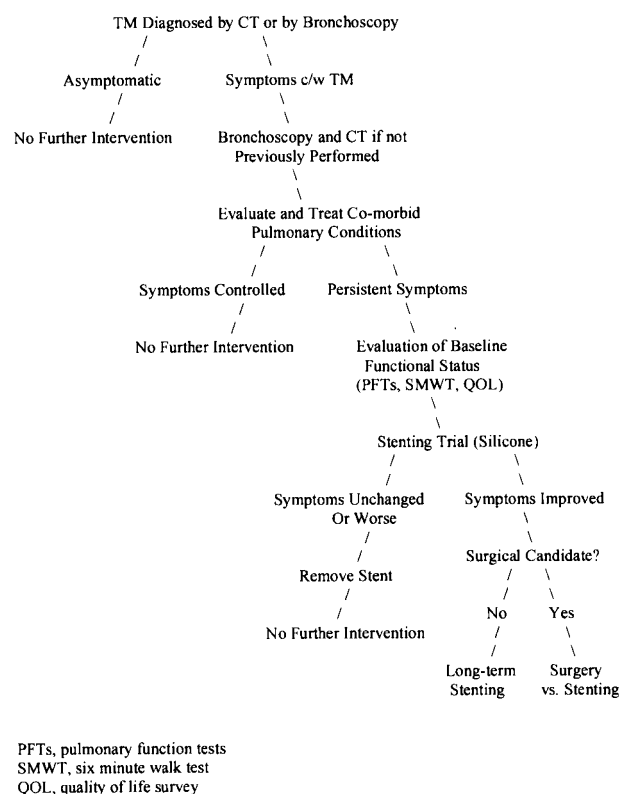 TM Diagnosed by CT or by Bronchoscopy
Asymptomatic
Symptoms c/w TM
No Further Intervention
Bronchoscopy and CT if not
Previously Performed
Evaluate and Treat Co-morbid
Pulmonary Conditions
Symptoms Controlled
Persistent Symptoms
No Further Intervention
Evaluation of Baseline
Functional Status
(PFTs, SMWT, QOL)
Stenting Trial (Silicone)
Symptoms Unchanged
Or Worse
Symptoms Improved
Remove Stent
Surgical Candidate?
No Further Intervention
No
Yes
Long-term
Stenting
Surgery
vs. Stenting
PFTs, pulmonary function tests
SMWT, six minute walk test
QOL, quality of life survey